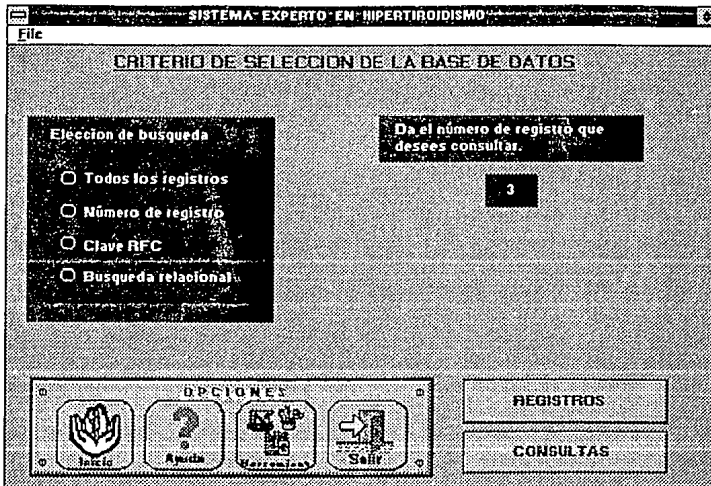 SISTEMA EXPERTO EN HIPERTIROIDISMO
File
CRITERIO DE SELECCION DE LA BASE DE DATOS
Eleccion de busqueda
Todos los registros
Número de registro
Clave RFC
Busqueda relacional
Da el número de registro que
desees consultar.
3
OPCIONES
Inicio
Ayuda
Herramient
Salir
REGISTROS
CONSULTAS